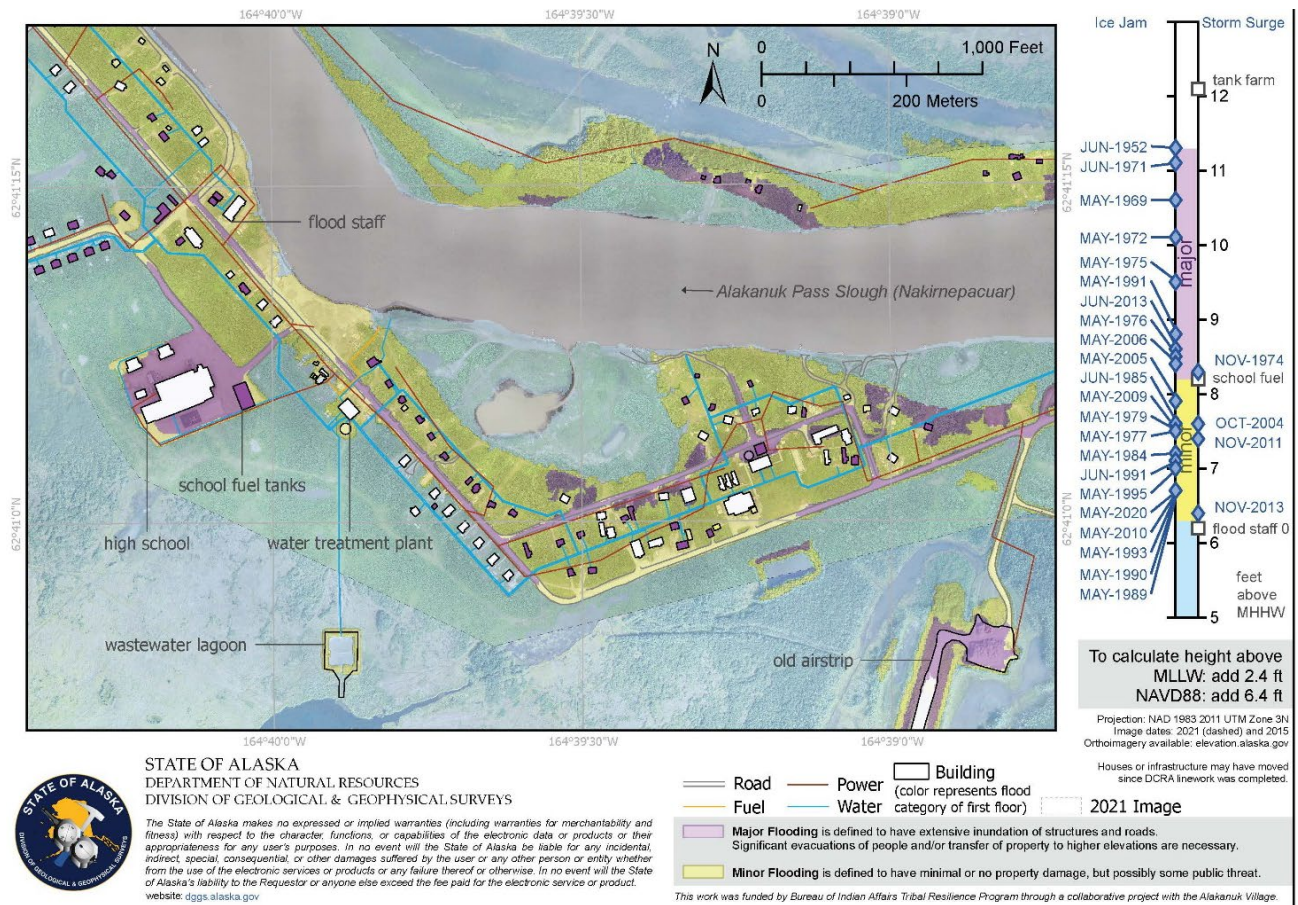 164°40'0"W
164°39'30"W
164°39'0"W
62°41'15"N
62°41'0"N
62°41'15"N
62°41'0"N
N
0
1,000 Feet
0
200 Meters
flood staff
Alakanuk Pass Slough (Nakirnepacuar)
school fuel tanks
high school
water treatment plant
wastewater lagoon
old airstrip
164°40'0"W
164°39'30"W
164°39'0"W
Ice Jam
Storm Surge
tank farm
12
JUN-1952
JUN-1971
11
MAY-1969
MAY-1972
10
MAY-1975
MAY-1991
major
JUN-2013
9
MAY-1976
MAY-2006
MAY-2005
NOV-1974
JUN-1985
school fuel
8
MAY-2009
MAY-1979
OCT-2004
MAY-1977
NOV-2011
minor
MAY-1984
7
JUN-1991
MAY-1995
MAY-2020
NOV-2013
MAY-2010
flood staff 0
6
MAY-1993
MAY-1990
MAY-1989
feet
above
MHHW
5
To calculate height above
MLLW: add 2.4 ft
NAVD88: add 6.4 ft
Projection: NAD 1983 2011 UTM Zone 3N
Image dates: 2021 (dashed) and 2015
Orthoimagery available: elevation.alaska.gov
Houses or infrastructure may have moved
since DCRA linework was completed.
STATE OF ALASKA
DIVISION OF GEOLOGICAL & GEOPHYSICAL SURVEYS
STATE OF ALASKA
DEPARTMENT OF NATURAL RESOURCES
DIVISION OF GEOLOGICAL & GEOPHYSICAL SURVEYS
The State of Alaska makes no expressed or implied warranties (including warranties for merchantability and
fitness) with respect to the character, functions, or capabilities of the electronic data or products or their
appropriateness for any user's purposes. In no event will the State of Alaska be liable for any incidental,
indirect, special, consequential, or other damages suffered by the user or any other person or entity whether
from the use of the electronic services or products or any failure thereof or otherwise. In no event will the State
of Alaska's liability to the Requestor or anyone else exceed the fee paid for the electronic service or product.
website: dggs.alaska.gov
Road
Power
Building
(color represents flood
category of first floor)
Fuel
Water
2021 Image
Major Flooding is defined to have extensive inundation of structures and roads.
Significant evacuations of people and/or transfer of property to higher elevations are necessary.
Minor Flooding is defined to have minimal or no property damage, but possibly some public threat.
This work was funded by Bureau of Indian Affairs Tribal Resilience Program through a collaborative project with the Alakanuk Village.